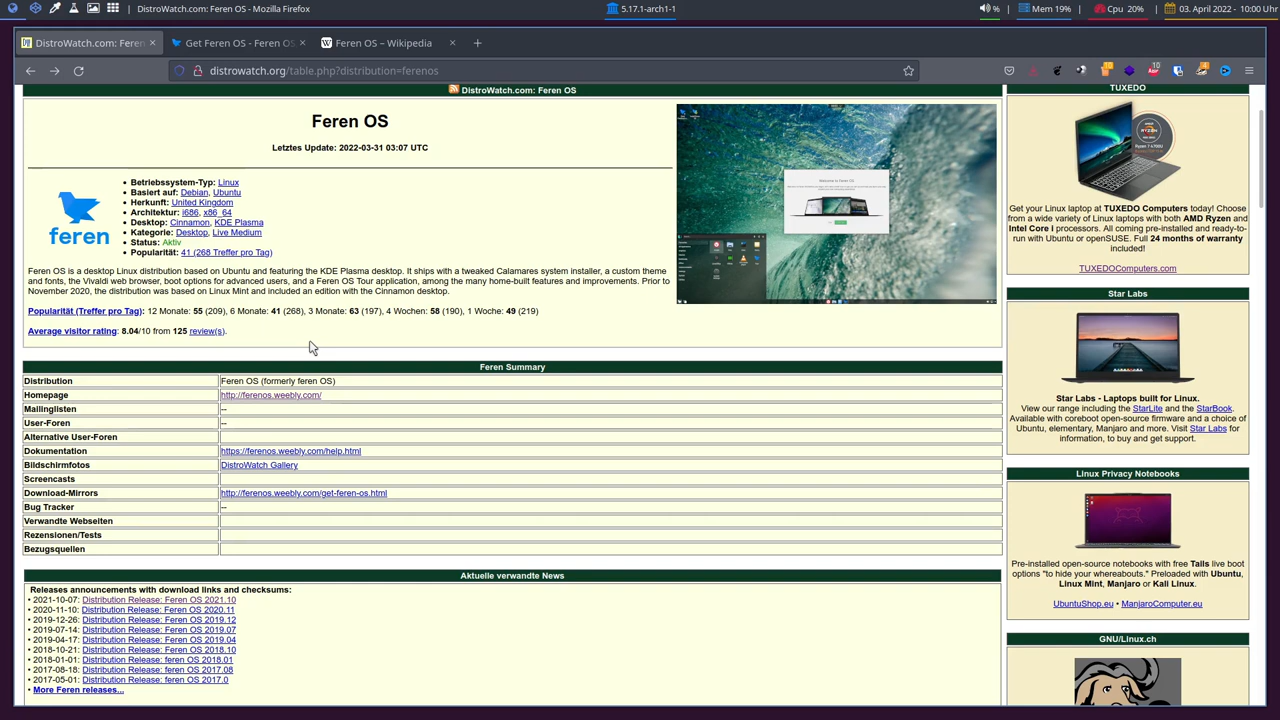 DistroWatch.com: Feren OS - Mozilla Firefox
5.17.1-arch1-1
%
Mem 19%
Cpu 20%
03. April 2022 - 10:00 Uhr
DistroWatch.com: Feren
Get Feren OS - Feren OS
Feren OS – Wikipedia
distrowatch.org/table.php?distribution=ferenos
DistroWatch.com: Feren OS
Feren OS
Letztes Update: 2022-03-31 03:07 UTC
feren
• Betriebssystem-Typ: Linux
• Basiert auf: Debian, Ubuntu
• Herkunft: United Kingdom
• Architektur: i686, x86_64
• Desktop: Cinnamon, KDE Plasma
• Kategorie: Desktop, Live Medium
• Status: Aktiv
• Popularität: 41 (268 Treffer pro Tag)
Welcome to Feren OS
Feren OS is a desktop Linux distribution based on Ubuntu and featuring the KDE Plasma desktop. It ships with a tweaked Calamares system installer, a custom theme
and fonts, the Vivaldi web browser, boot options for advanced users, and a Feren OS Tour application, among the many home-built features and improvements. Prior to
November 2020, the distribution was based on Linux Mint and included an edition with the Cinnamon desktop.
Popularität (Treffer pro Tag): 12 Monate: 55 (209), 6 Monate: 41 (268), 3 Monate: 63 (197), 4 Wochen: 58 (190), 1 Woche: 49 (219)
Average visitor rating: 8.04/10 from 125 review(s).
Feren Summary
Distribution Feren OS (formerly feren OS)
Homepage http://ferenos.weebly.com/
Mailinglisten --
User-Foren --
Alternative User-Foren
Dokumentation https://ferenos.weebly.com/help.html
Bildschirmfotos DistroWatch Gallery
Screencasts
Download-Mirrors http://ferenos.weebly.com/get-feren-os.html
Bug Tracker --
Verwandte Webseiten
Rezensionen/Tests
Bezugsquellen
Aktuelle verwandte News
Releases announcements with download links and checksums:
• 2021-10-07: Distribution Release: Feren OS 2021.10
• 2020-11-10: Distribution Release: Feren OS 2020.11
• 2019-12-26: Distribution Release: Feren OS 2019.12
• 2019-07-14: Distribution Release: Feren OS 2019.07
• 2019-04-17: Distribution Release: Feren OS 2019.04
• 2018-10-21: Distribution Release: Feren OS 2018.10
• 2018-01-01: Distribution Release: feren OS 2018.01
• 2017-08-18: Distribution Release: feren OS 2017.08
• 2017-05-01: Distribution Release: feren OS 2017.0
• More Feren releases...
TUXEDO
Get your Linux laptop at TUXEDO Computers today! Choose
from a wide variety of Linux laptops with both AMD Ryzen and
Intel Core I processors. All coming pre-installed and ready-to-
run with Ubuntu or openSUSE. Full 24 months of warranty
included!
TUXEDOComputers.com
Star Labs
Star Labs - Laptops built for Linux.
View our range including the StarLite and the StarBook.
Available with coreboot open-source firmware and a choice of
Ubuntu, elementary, Manjaro and more. Visit Star Labs for
information, to buy and get support.
Linux Privacy Notebooks
Pre-installed open-source notebooks with free Tails live boot
options "to hide your whereabouts." Preloaded with Ubuntu,
Linux Mint, Manjaro or Kali Linux.
UbuntuShop.eu • ManjaroComputer.eu
GNU/Linux.ch